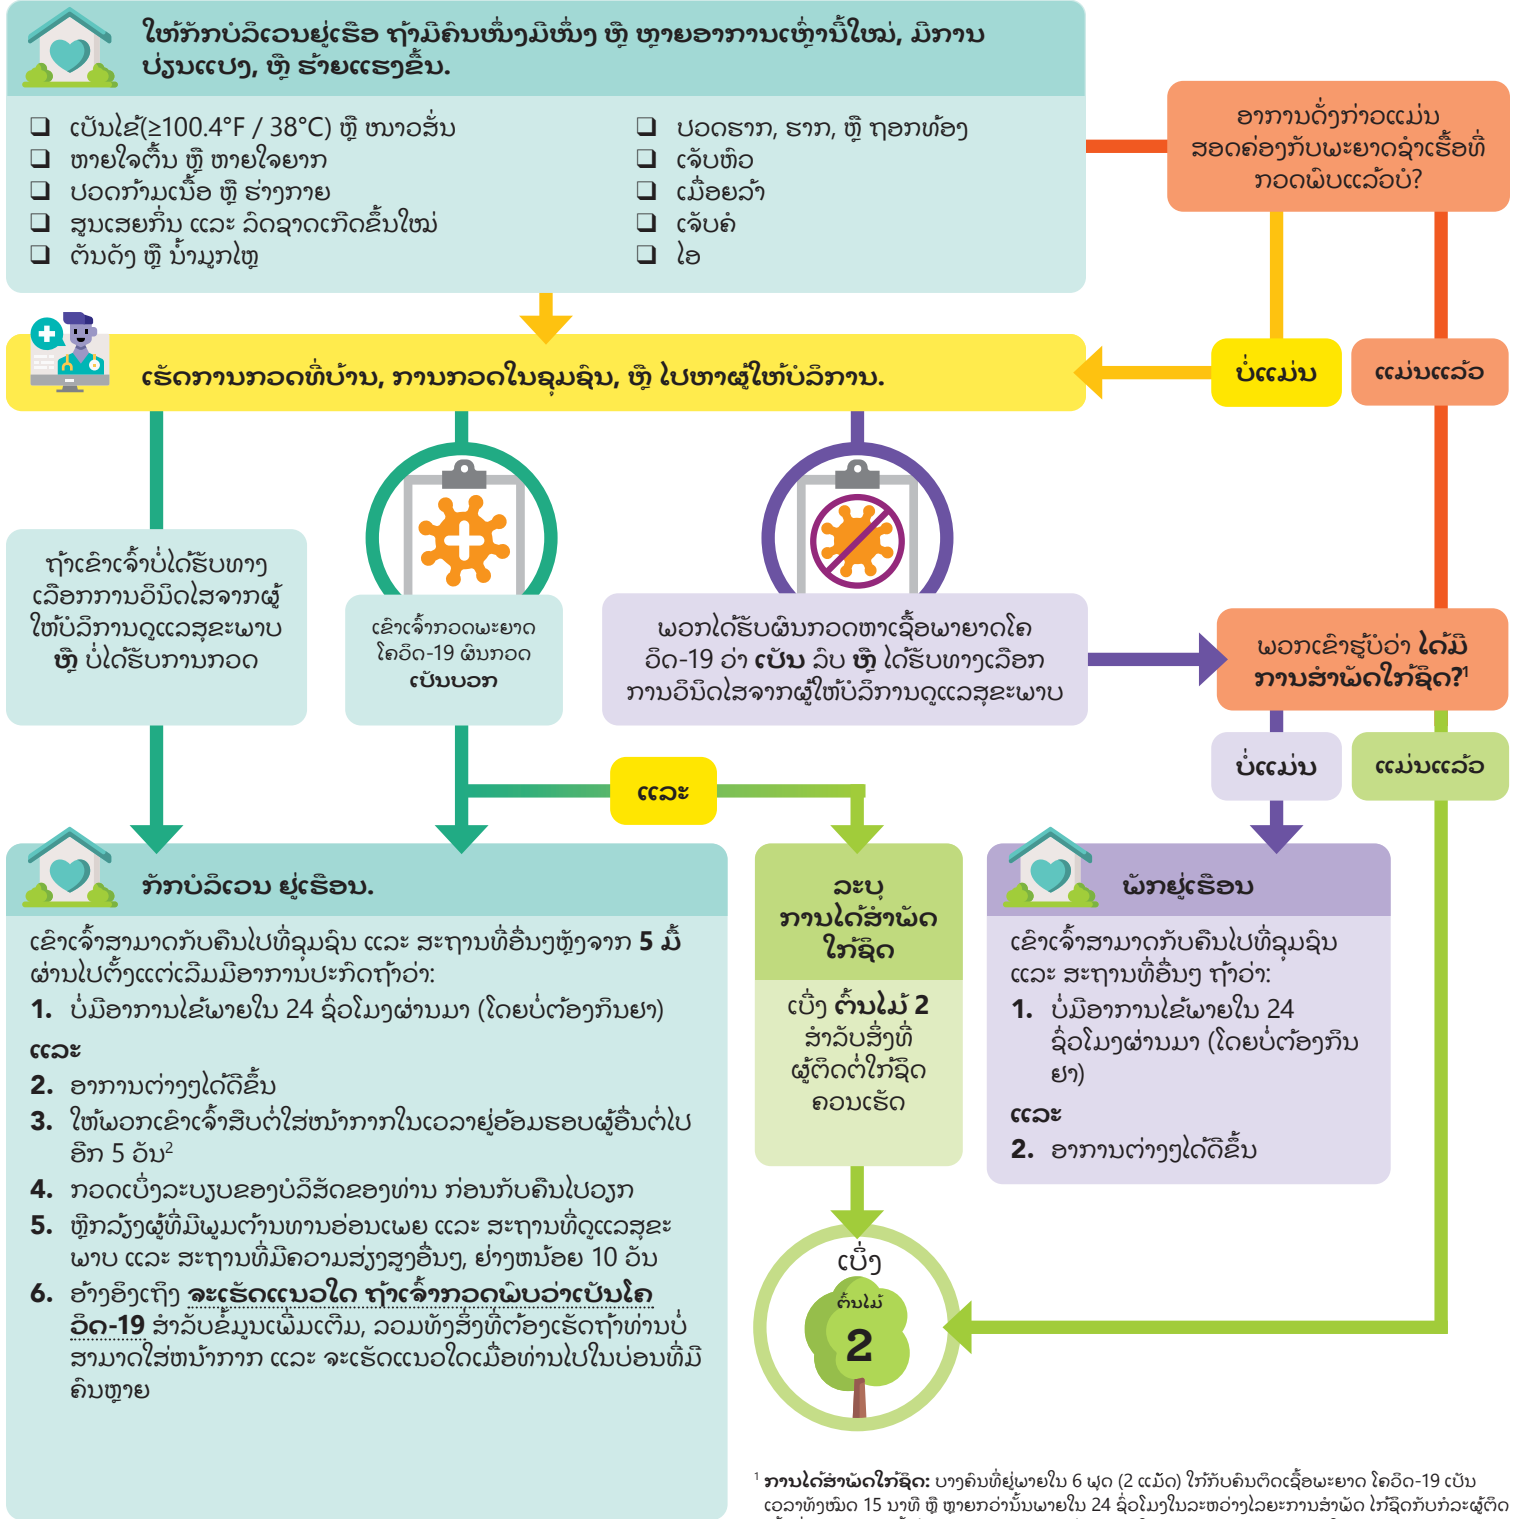 ໃຫ້ກັກບໍລິເວນຢູ່ເຮືອ ຖ້າມີຄົນໜຶ່ງມີໜຶ່ງ ຫຼື ຫຼາຍອາການເຫຼົ່ານີ້ໃໝ່, ມີການ
ປ່ຽນແປງ, ຫຼື ຮ້າຍແຮງຂຶ້ນ.
❑ ເປັນໄຂ້(≥100.4°F / 38°C) ຫຼື ໜາວສັ່ນ
❑ ຫາຍໃຈຕື້ນ ຫຼື ຫາຍໃຈຍາກ
❑ ປວດກ້າມເນື້ອ ຫຼື ຮ່າງກາຍ
❑ ສູນເສຍກິ່ນ ແລະ ລົດຊາດເກີດຂຶ້ນໃໝ່
❑ ຕັນດັງ ຫຼື ນ້ຳມູກໄຫຼ
❑ ປວດຮາກ, ຮາກ, ຫຼື ຖອກທ້ອງ
❑ ເຈັບຫົວ
❑ ເມື່ອຍລ້າ
❑ ເຈັບຄໍ
❑ ໄອ
ອາການດັ່ງກ່າວແມ່ນ
ສອດຄ່ອງກັບພະຍາດຊຳເຮື້ອທີ່
ກວດພົບແລ້ວບໍ?
ເຮັດການກວດທີ່ບ້ານ, ການກວດໃນຊຸມຊົນ, ຫຼື ໄປຫາຜູ້ໃຫ້ບໍລິການ.
ບໍ່ແມ່ນ
ແມ່ນແລ້ວ
ຖ້າເຂົາເຈົ້າບໍ່ໄດ້ຮັບທາງ
ເລືອກການວິນິດໄສຈາກຜູ້
ໃຫ້ບໍລິການດູແລສຸຂະພາບ
ຫຼື ບໍ່ໄດ້ຮັບການກວດ
ເຂົາເຈົ້າກວດພະຍາດ
ໂຄວິດ-19 ຜົນກວດ
ເປັນບວກ
ພວກໄດ້ຮັບຜົນກວດຫາເຊື້ອພາຍາດໂຄ
ວິດ-19 ວ່າ ເປັນ ລົບ ຫຼື ໄດ້ຮັບທາງເລືອກ
ການວິນິດໄສຈາກຜູ້ໃຫ້ບໍລິການດູແລສຸຂະພາບ
ພວກເຂົາຮູ້ບໍວ່າ ໄດ້ມີ
ການສຳພັດໃກ້ຊິດ?¹
ບໍ່ແມ່ນ
ແມ່ນແລ້ວ
ແລະ
ກັກບໍລິເວນ ຢູ່ເຮືອນ.
ເຂົາເຈົ້າສາມາດກັບຄືນໄປທີ່ຊຸມຊົນ ແລະ ສະຖານທີ່ອື່ນໆຫຼັງຈາກ 5 ມື້
ຜ່ານໄປຕັ້ງແຕ່ເລີມມີອາການປະກົດຖ້າວ່າ:
1. ບໍ່ມີອາການໄຂ້ພາຍໃນ 24 ຊົ່ວໂມງຜ່ານມາ (ໂດຍບໍ່ຕ້ອງກິນຢາ)
ແລະ
2. ອາການຕ່າງໆໄດ້ດີຂຶ້ນ
3. ໃຫ້ພວກເຂົາເຈົ້າສືບຕໍ່ໃສ່ໜ້າກາກໃນເວລາຢູ່ອ້ອມຮອບຜູ້ອື່ນຕໍ່ໄປ
ອີກ 5 ວັນ²
4. ກວດເບິ່ງລະບຽບຂອງບໍລິສັດຂອງທ່ານ ກ່ອນກັບຄືນໄປວຽກ
5. ຫຼີກລ້ຽງຜູ້ທີ່ມີພູມຕ້ານທານອ່ອນເພຍ ແລະ ສະຖານທີ່ດູແລສຸຂະ
ພາບ ແລະ ສະຖານທີ່ມີຄວາມສ່ຽງສູງອື່ນໆ, ຢ່າງຫນ້ອຍ 10 ວັນ
6. ອ້າງອີງເຖິງ ຈະເຮັດແນວໃດ ຖ້າເຈົ້າກວດພົບວ່າເປັນໂຄ
ວິດ-19 ສຳລັບຂໍ້ມູນເພີ່ມເຕີມ, ລວມທັງສິ່ງທີ່ຕ້ອງເຮັດຖ້າທ່ານບໍ່
ສາມາດໃສ່ຫນ້າກາກ ແລະ ຈະເຮັດແນວໃດເມື່ອທ່ານໄປໃນບ່ອນທີ່ມີ
ຄົນຫຼາຍ
ລະບຸ
ການໄດ້ສຳພັດ
ໃກ້ຊິດ
ເບິ່ງ ຕົ້ນໄມ້ 2
ສຳລັບສິ່ງທີ່
ຜູ້ຕິດຕໍ່ໃກ້ຊິດ
ຄວນເຮັດ
ພັກຢູ່ເຮືອນ
ເຂົາເຈົ້າສາມາດກັບຄືນໄປທີ່ຊຸມຊົນ
ແລະ ສະຖານທີ່ອື່ນໆ ຖ້າວ່າ:
1. ບໍ່ມີອາການໄຂ້ພາຍໃນ 24
ຊົ່ວໂມງຜ່ານມາ (ໂດຍບໍ່ຕ້ອງກິນ
ຢາ)
ແລະ
2. ອາການຕ່າງໆໄດ້ດີຂຶ້ນ
ເບິ່ງ
ຕົ້ນໄມ້
2
¹ ການໄດ້ສຳພັດໃກ້ຊິດ: ບາງຄົນທີ່ຢູ່ພາຍໃນ 6 ຟຸດ (2 ແມັດ) ໃກ້ກັບຄົນຕິດເຊື້ອພະຍາດ ໂຄວິດ-19 ເປັນ
ເວລາທັງໝົດ 15 ນາທີ ຫຼື ຫຼາຍກວ່ານັ້ນພາຍໃນ 24 ຊົ່ວໂມງໃນລະຫວ່າງໄລຍະການສຳພັດ ໄກ້ຊິດກັບກໍລະຜູ້ຕິດ